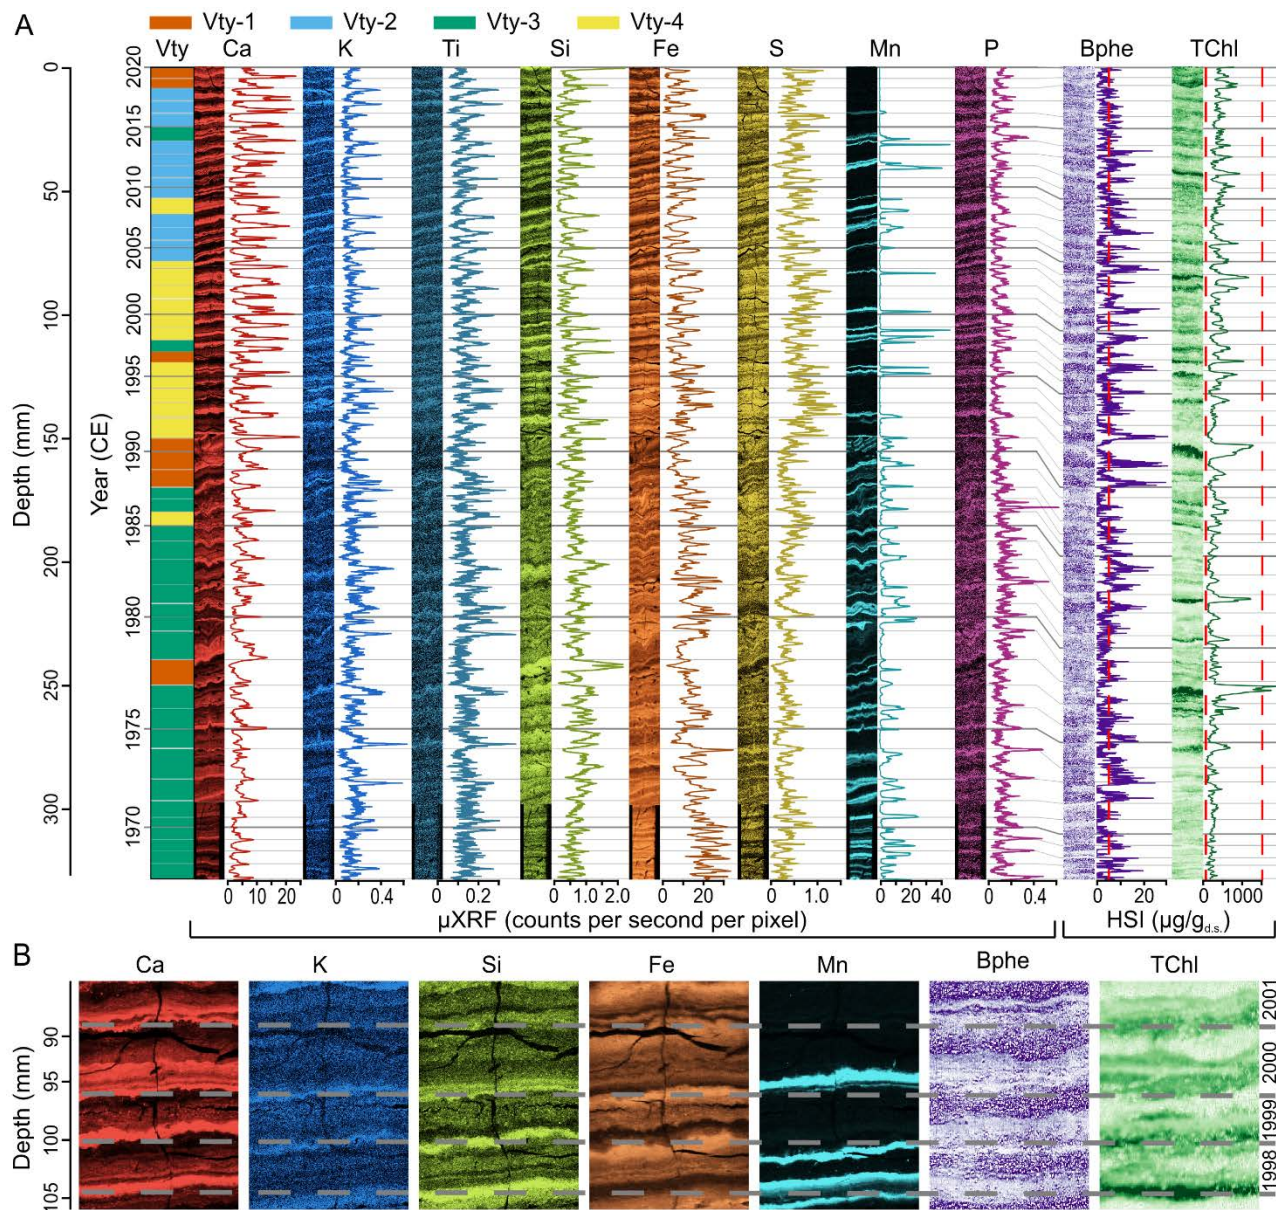 A
Vty-1 Vty-2 Vty-3 Vty-4
Vty Ca K Ti Si Fe S Mn P Bphe TChl
Depth (mm)
0
50
100
150
200
250
300
Year (CE)
2020
2015
2010
2005
2000
1995
1990
1985
1980
1975
1970
0 10 20
0 0.4
0 0.2
0 1.0 2.0
0 20
0 1.0
0 20 40
0 0.4
0 20
0 1000
µXRF (counts per second per pixel)
HSI (µg/gd.s.)
B
Ca K Si Fe Mn Bphe TChl
Depth (mm)
90
95
100
105
2001
2000
1999
1998